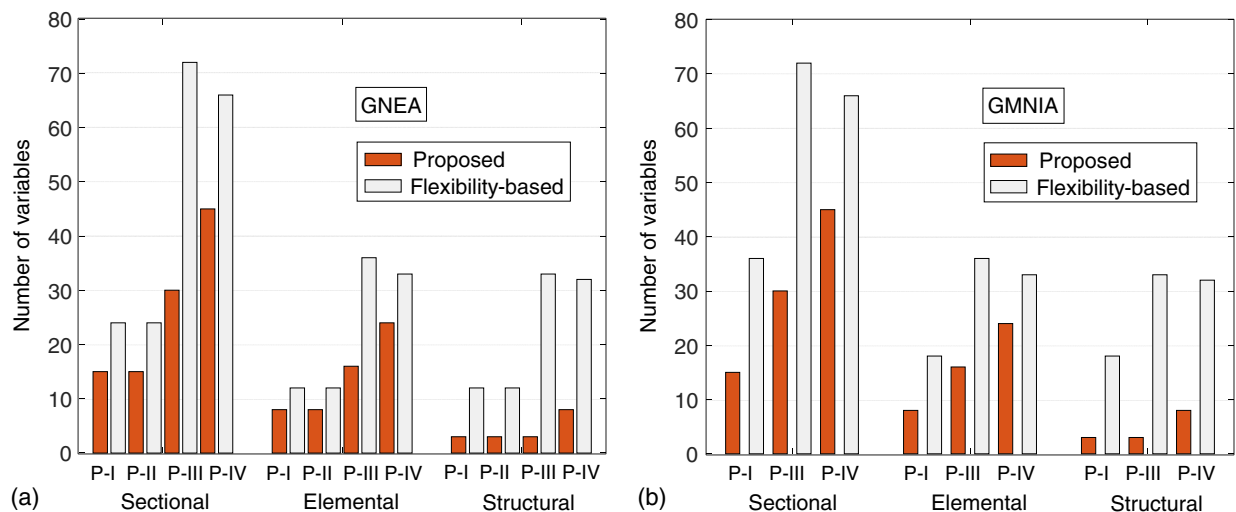 80
70
60
50
40
30
20
10
0
Number of variables
GNEA
Proposed
Flexibility-based
P-I P-II P-III P-IV P-I P-II P-III P-IV P-I P-II P-III P-IV
Sectional Elemental Structural
(a)
80
70
60
50
40
30
20
10
0
Number of variables
GMNIA
Proposed
Flexibility-based
P-I P-III P-IV P-I P-III P-IV P-I P-III P-IV
Sectional Elemental Structural
(b)